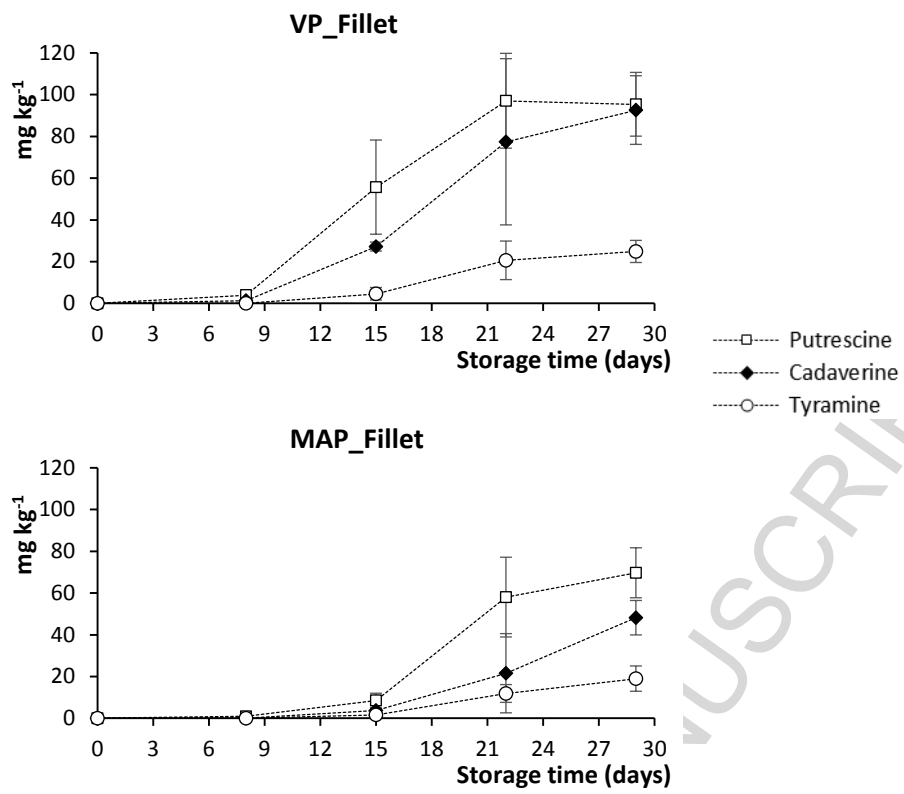 VP_Fillet
120
100
80
60
40
20
0
mg kg⁻¹
0 3 6 9 12 15 18 21 24 27 30
Storage time (days)
Putrescine
Cadaverine
Tyramine
MAP_Fillet
120
100
80
60
40
20
0
mg kg⁻¹
0 3 6 9 12 15 18 21 24 27 30
Storage time (days)